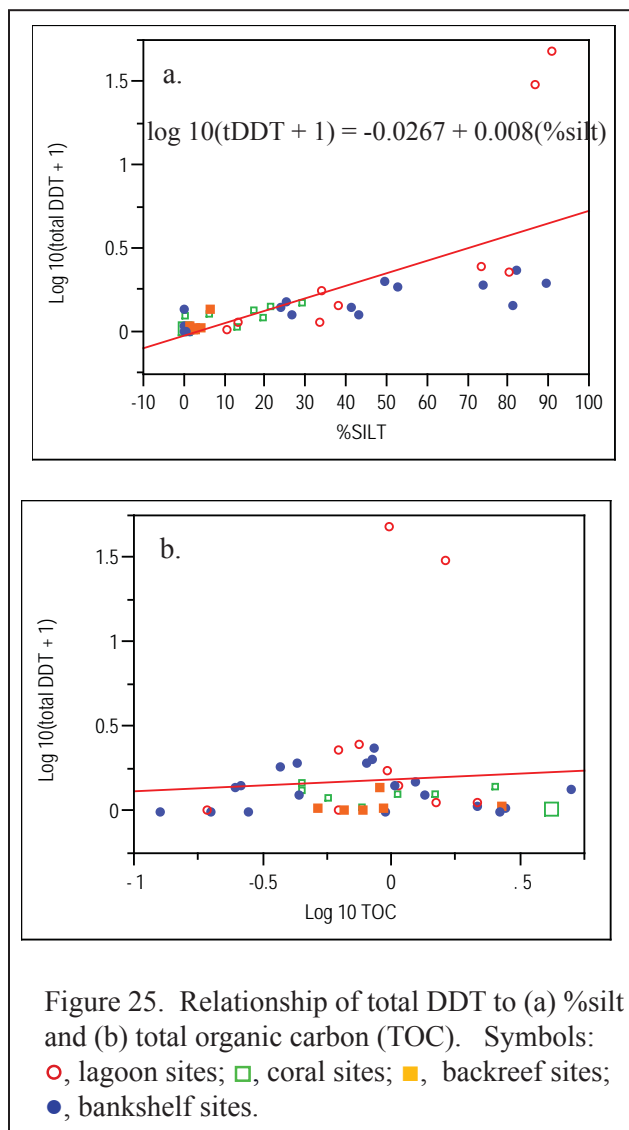 a.
log 10(tDDT + 1) = -0.0267 + 0.008(%silt)
Log 10(total DDT + 1)
1.5
1
0.5
0
-10 0 10 20 30 40 50 60 70 80 90 100
%SILT
b.
Log 10(total DDT + 1)
1.5
1
0.5
0
-1 -0.5 0 .5
Log 10 TOC
Figure 25. Relationship of total DDT to (a) %silt
and (b) total organic carbon (TOC). Symbols:
, lagoon sites; , coral sites; , backreef sites;
, bankshelf sites.